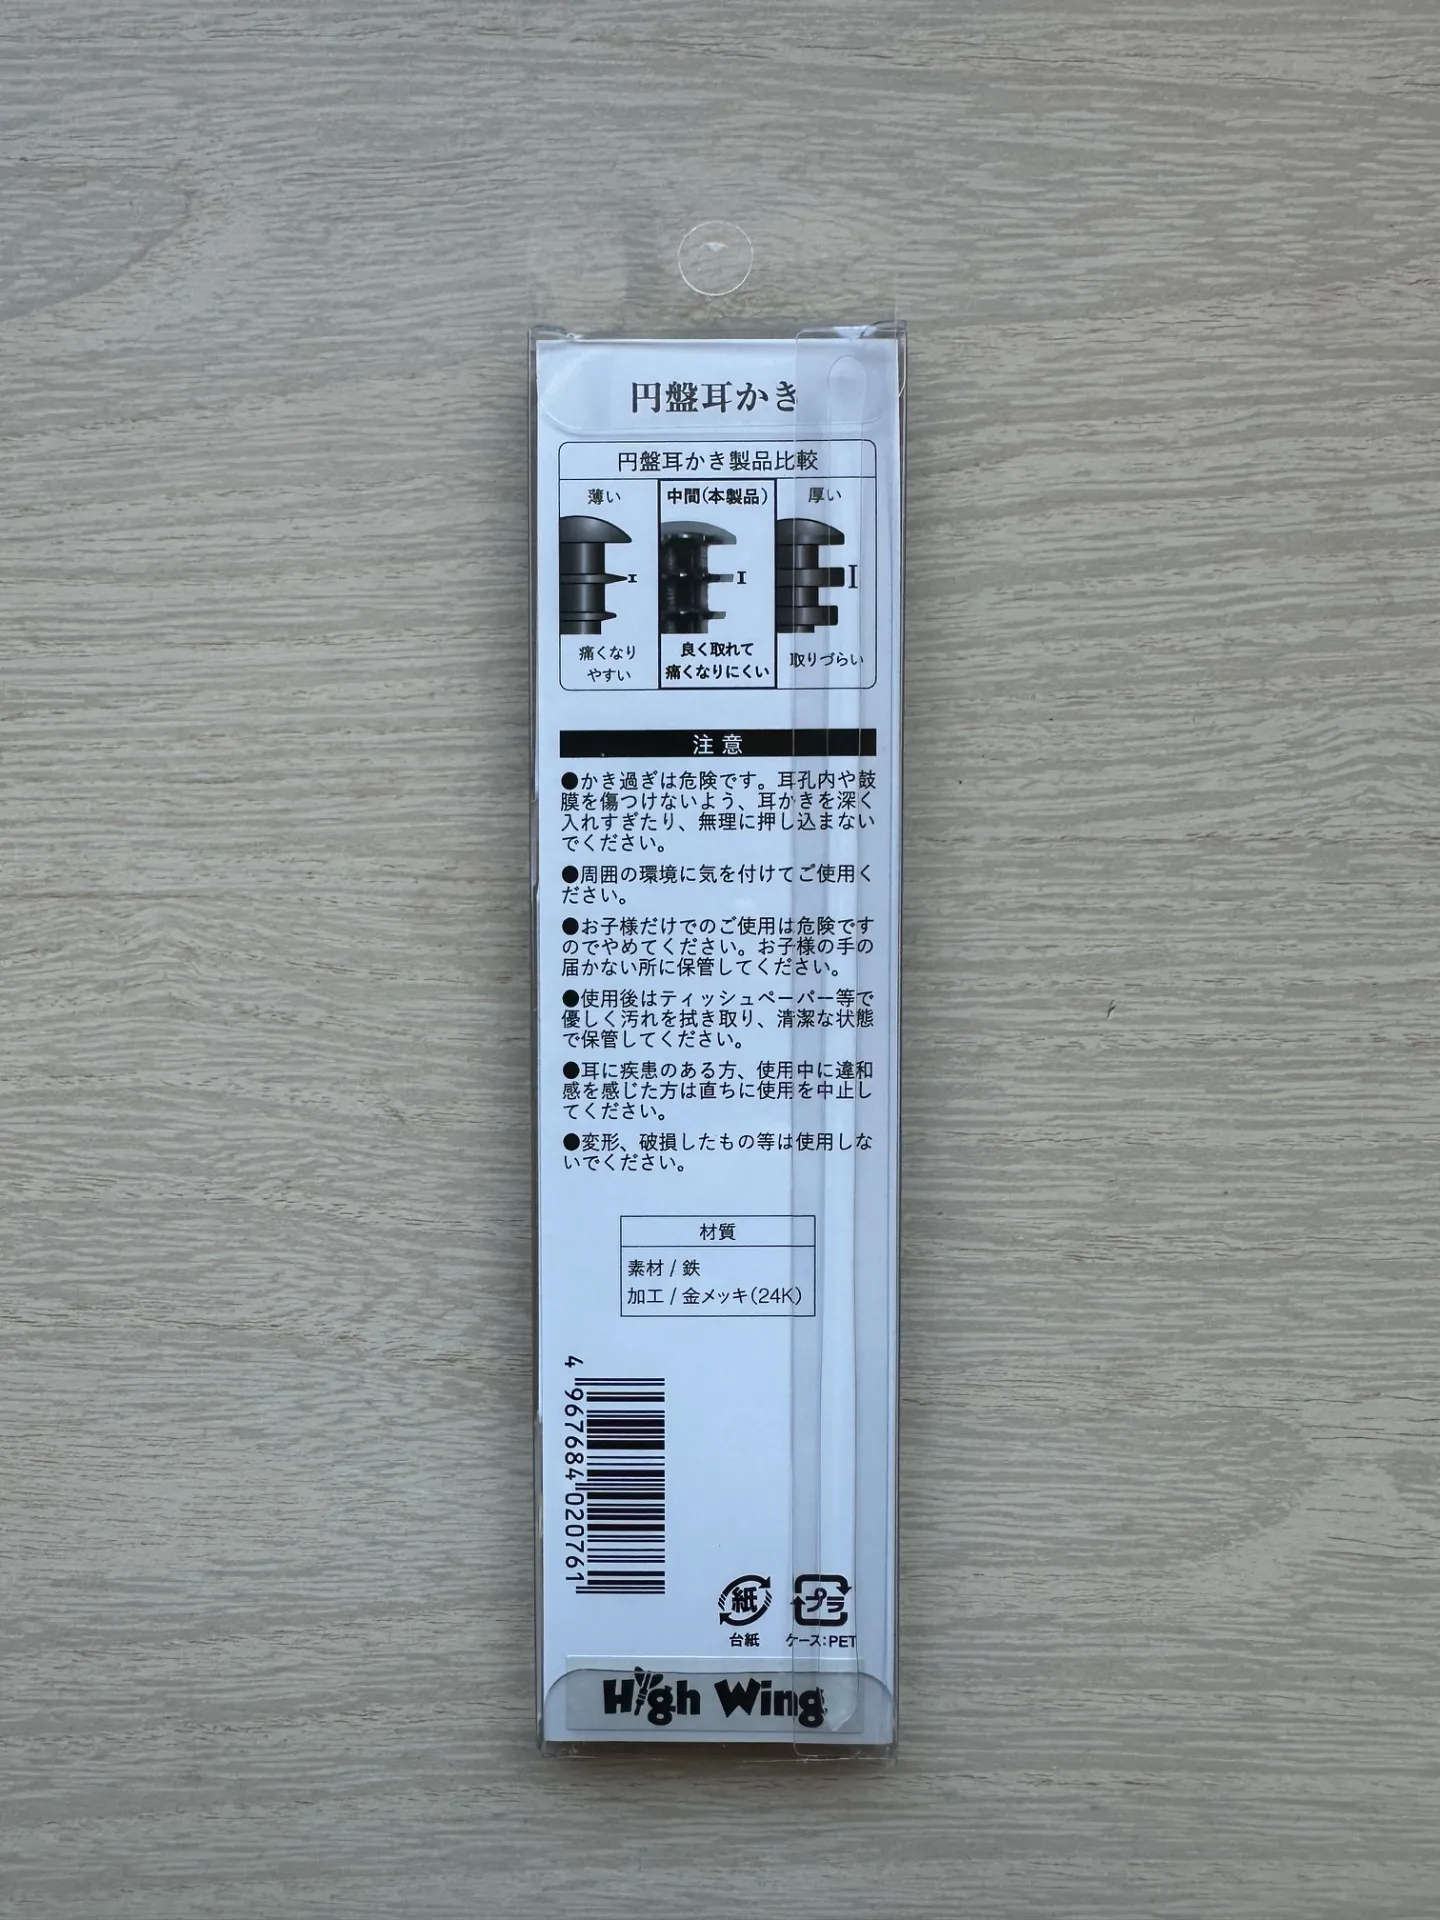 円盤耳かき
円盤耳かき製品比較
薄い
中間(本製品)
厚い
痛くなり
やすい
良く取れて
痛くなりにくい
取りづらい
注意
●かき過ぎは危険です。耳孔内や鼓
膜を傷つけないよう、耳かきを深く
入れすぎたり、無理に押し込まない
でください。
●周囲の環境に気を付けてご使用く
ださい。
●お子様だけでのご使用は危険です
のでやめてください。お子様の手の
届かない所に保管してください。
●使用後はティッシュペーパー等で
優しく汚れを拭き取り、清潔な状態
で保管してください。
●耳に疾患のある方、使用中に違和
感を感じた方は直ちに使用を中止し
てください。
●変形、破損したもの等は使用しな
いでください。
材質
素材 / 鉄
加工 / 金メッキ(24K)
4 967684 020761
紙
台紙
プラ
ケース:PET
High Wing